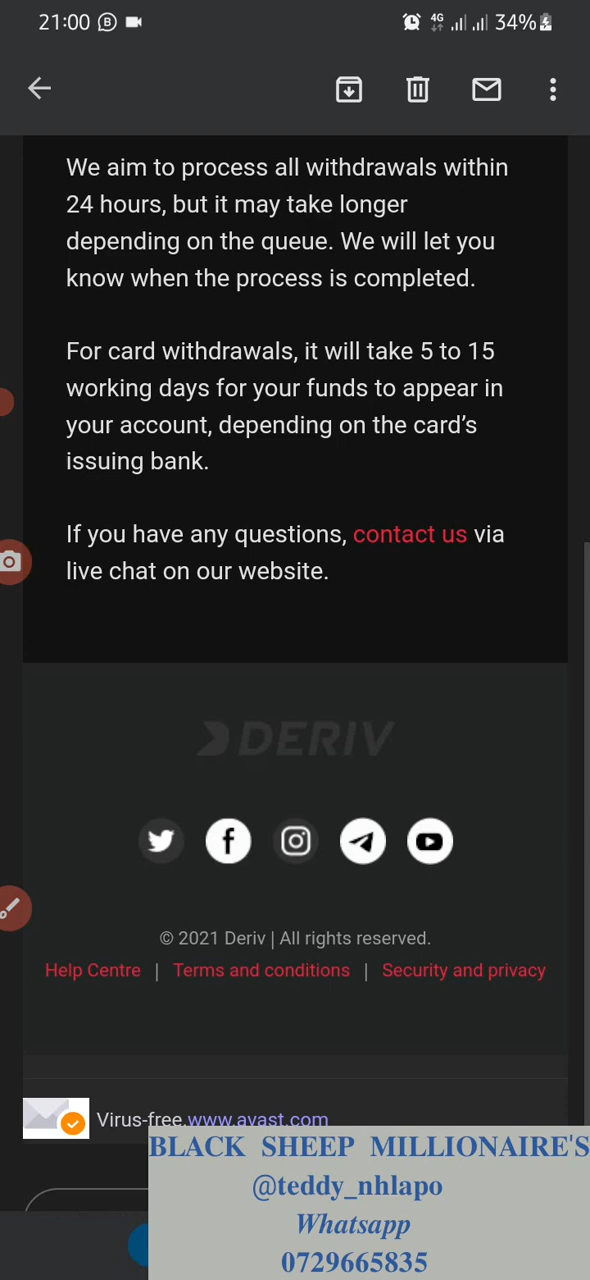 21:00
4G
34%
We aim to process all withdrawals within
24 hours, but it may take longer
depending on the queue. We will let you
know when the process is completed.
For card withdrawals, it will take 5 to 15
working days for your funds to appear in
your account, depending on the card's
issuing bank.
If you have any questions, contact us via
live chat on our website.
DERIV
© 2021 Deriv | All rights reserved.
Help Centre | Terms and conditions | Security and privacy
Virus-free.www.avast.com
BLACK SHEEP MILLIONAIRE'S
@teddy_nhlapo
Whatsapp
0729665835